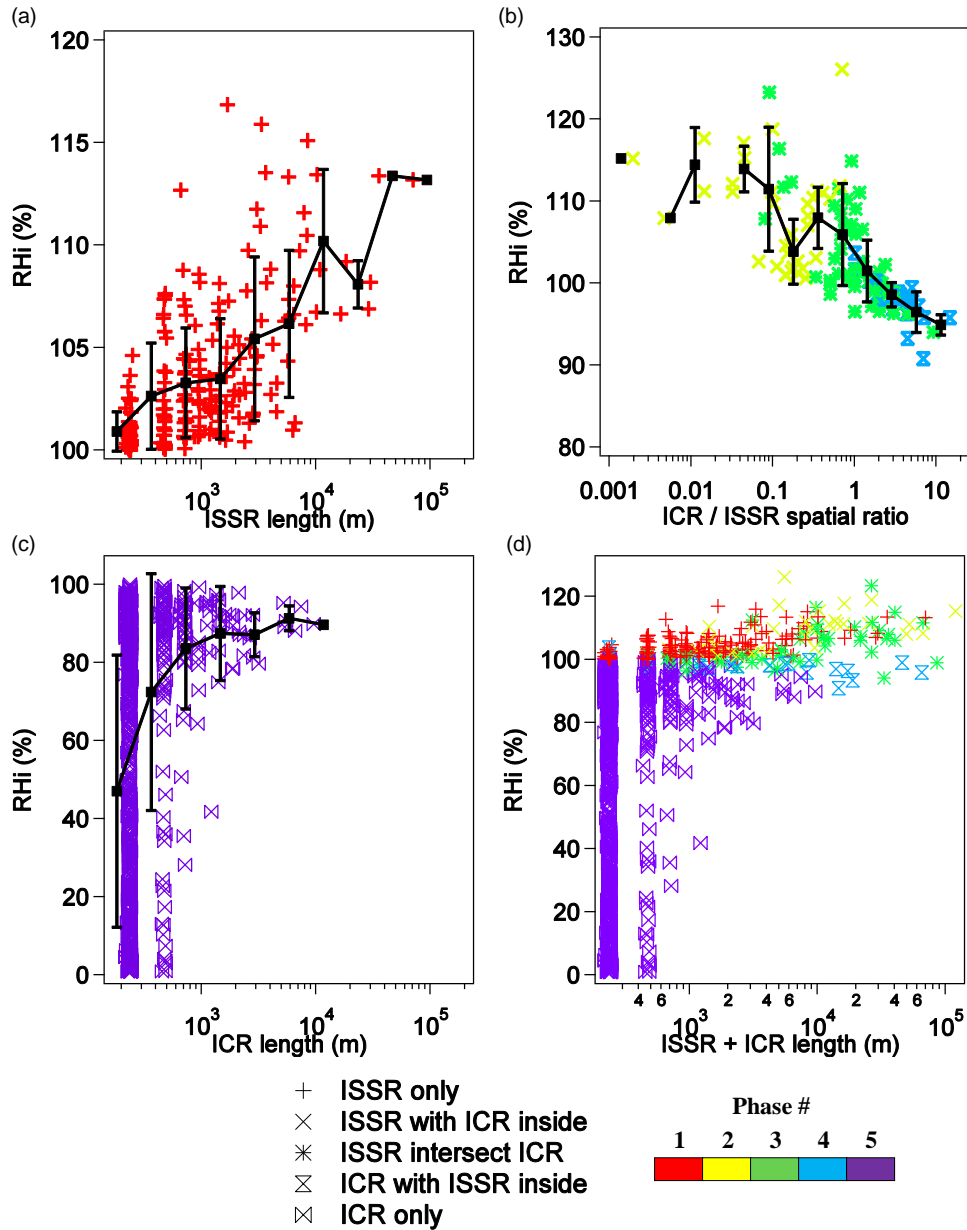 (a)
120
115
110
105
100
RHi (%)
10³ 10⁴ 10⁵
ISSR length (m)
(b)
130
120
110
100
90
80
RHi (%)
0.001 0.01 0.1 1 10
ICR / ISSR spatial ratio
(c)
100
80
60
40
20
0
RHi (%)
10³ 10⁴ 10⁵
ICR length (m)
(d)
120
100
80
60
40
20
0
RHi (%)
4 6 2 4 6 2 4 6
10³ 10⁴ 10⁵
ISSR + ICR length (m)
ISSR only
ISSR with ICR inside
ISSR intersect ICR
ICR with ISSR inside
ICR only
Phase #
1 2 3 4 5